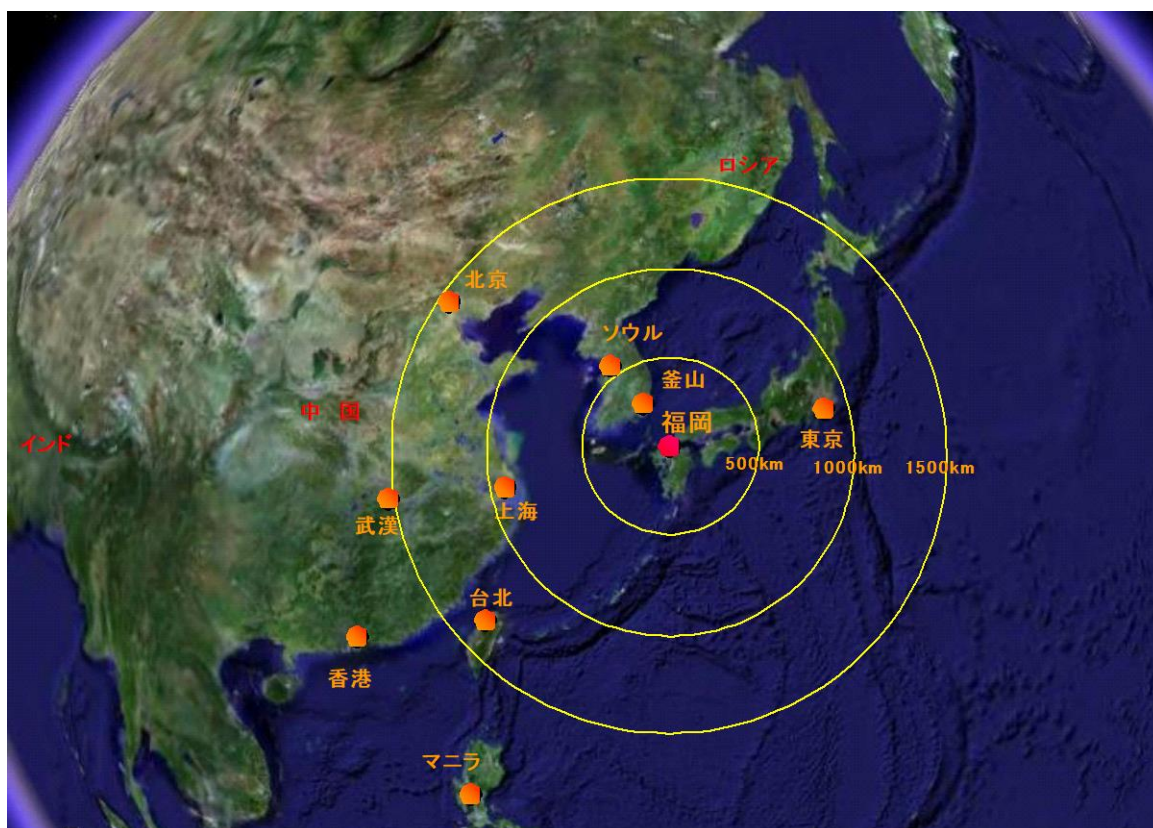 ロシア
北京
ソウル
釜山
中 国
福岡
インド
東京
500km
1000km
1500km
武漢
上海
台北
香港
マニラ